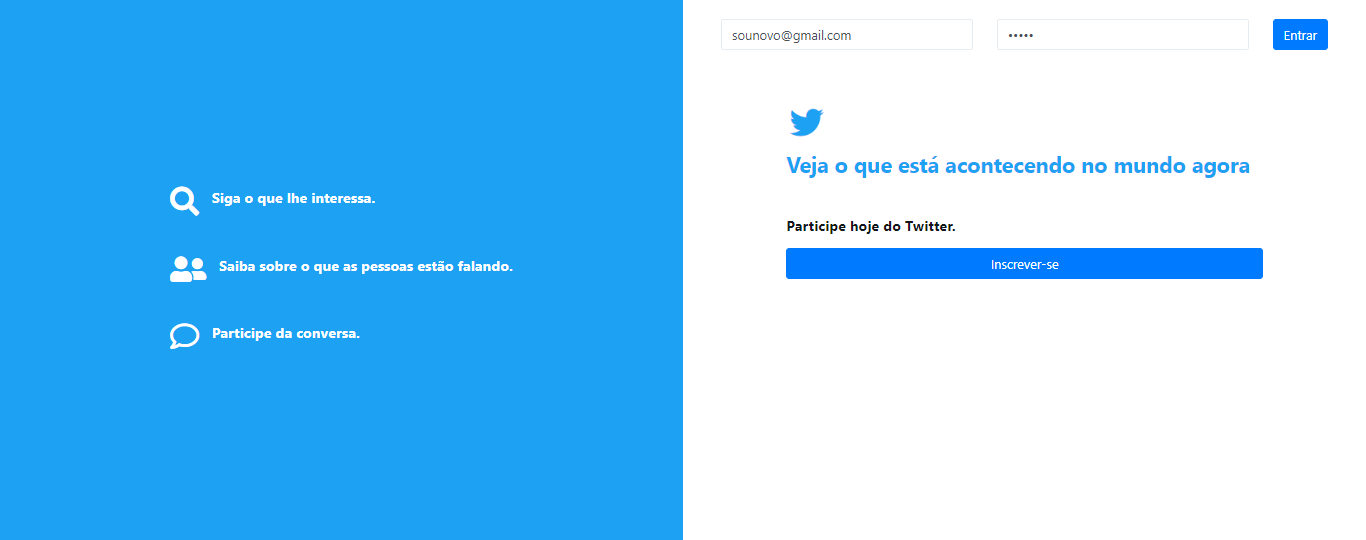 sounovo@gmail.com
•••••
Entrar
Siga o que lhe interessa.
Saiba sobre o que as pessoas estão falando.
Participe da conversa.
Veja o que está acontecendo no mundo agora
Participe hoje do Twitter.
Inscrever-se